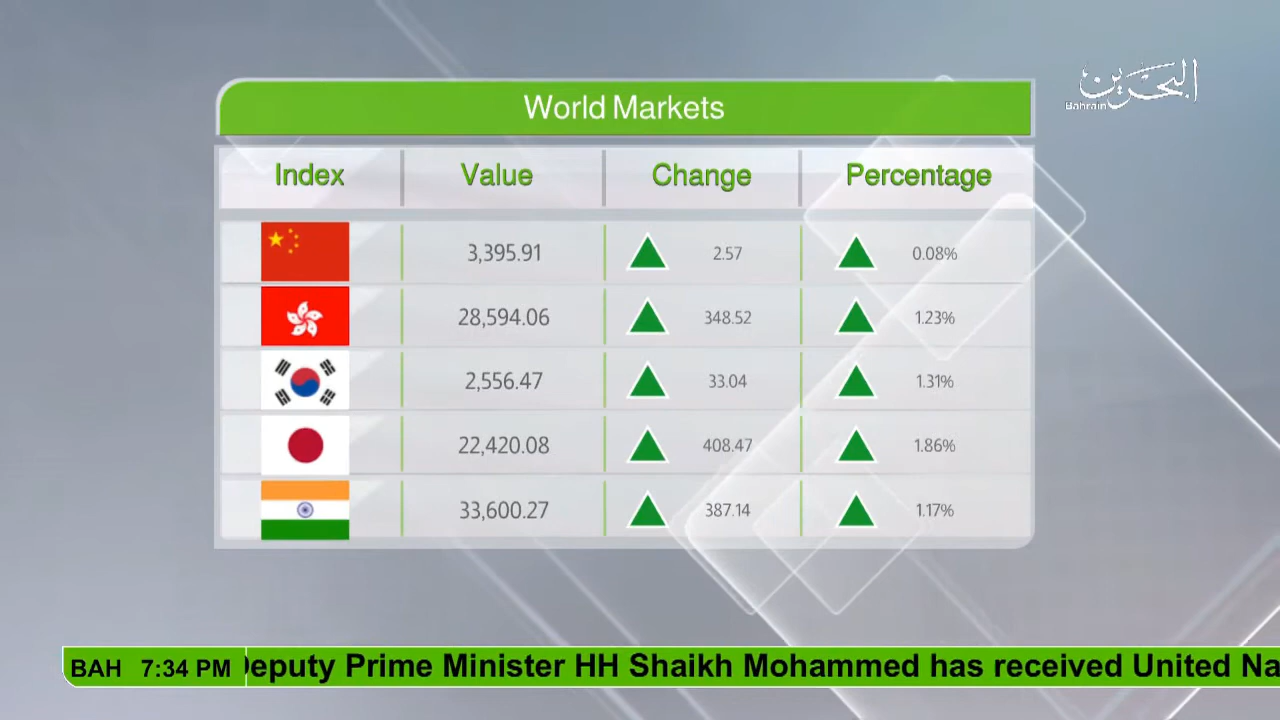 البحرين
Bahrain
World Markets
Index Value Change Percentage
3,395.91 2.57 0.08%
28,594.06 348.52 1.23%
2,556.47 33.04 1.31%
22,420.08 408.47 1.86%
33,600.27 387.14 1.17%
BAH 7:34 PM eputy Prime Minister HH Shaikh Mohammed has received United Na